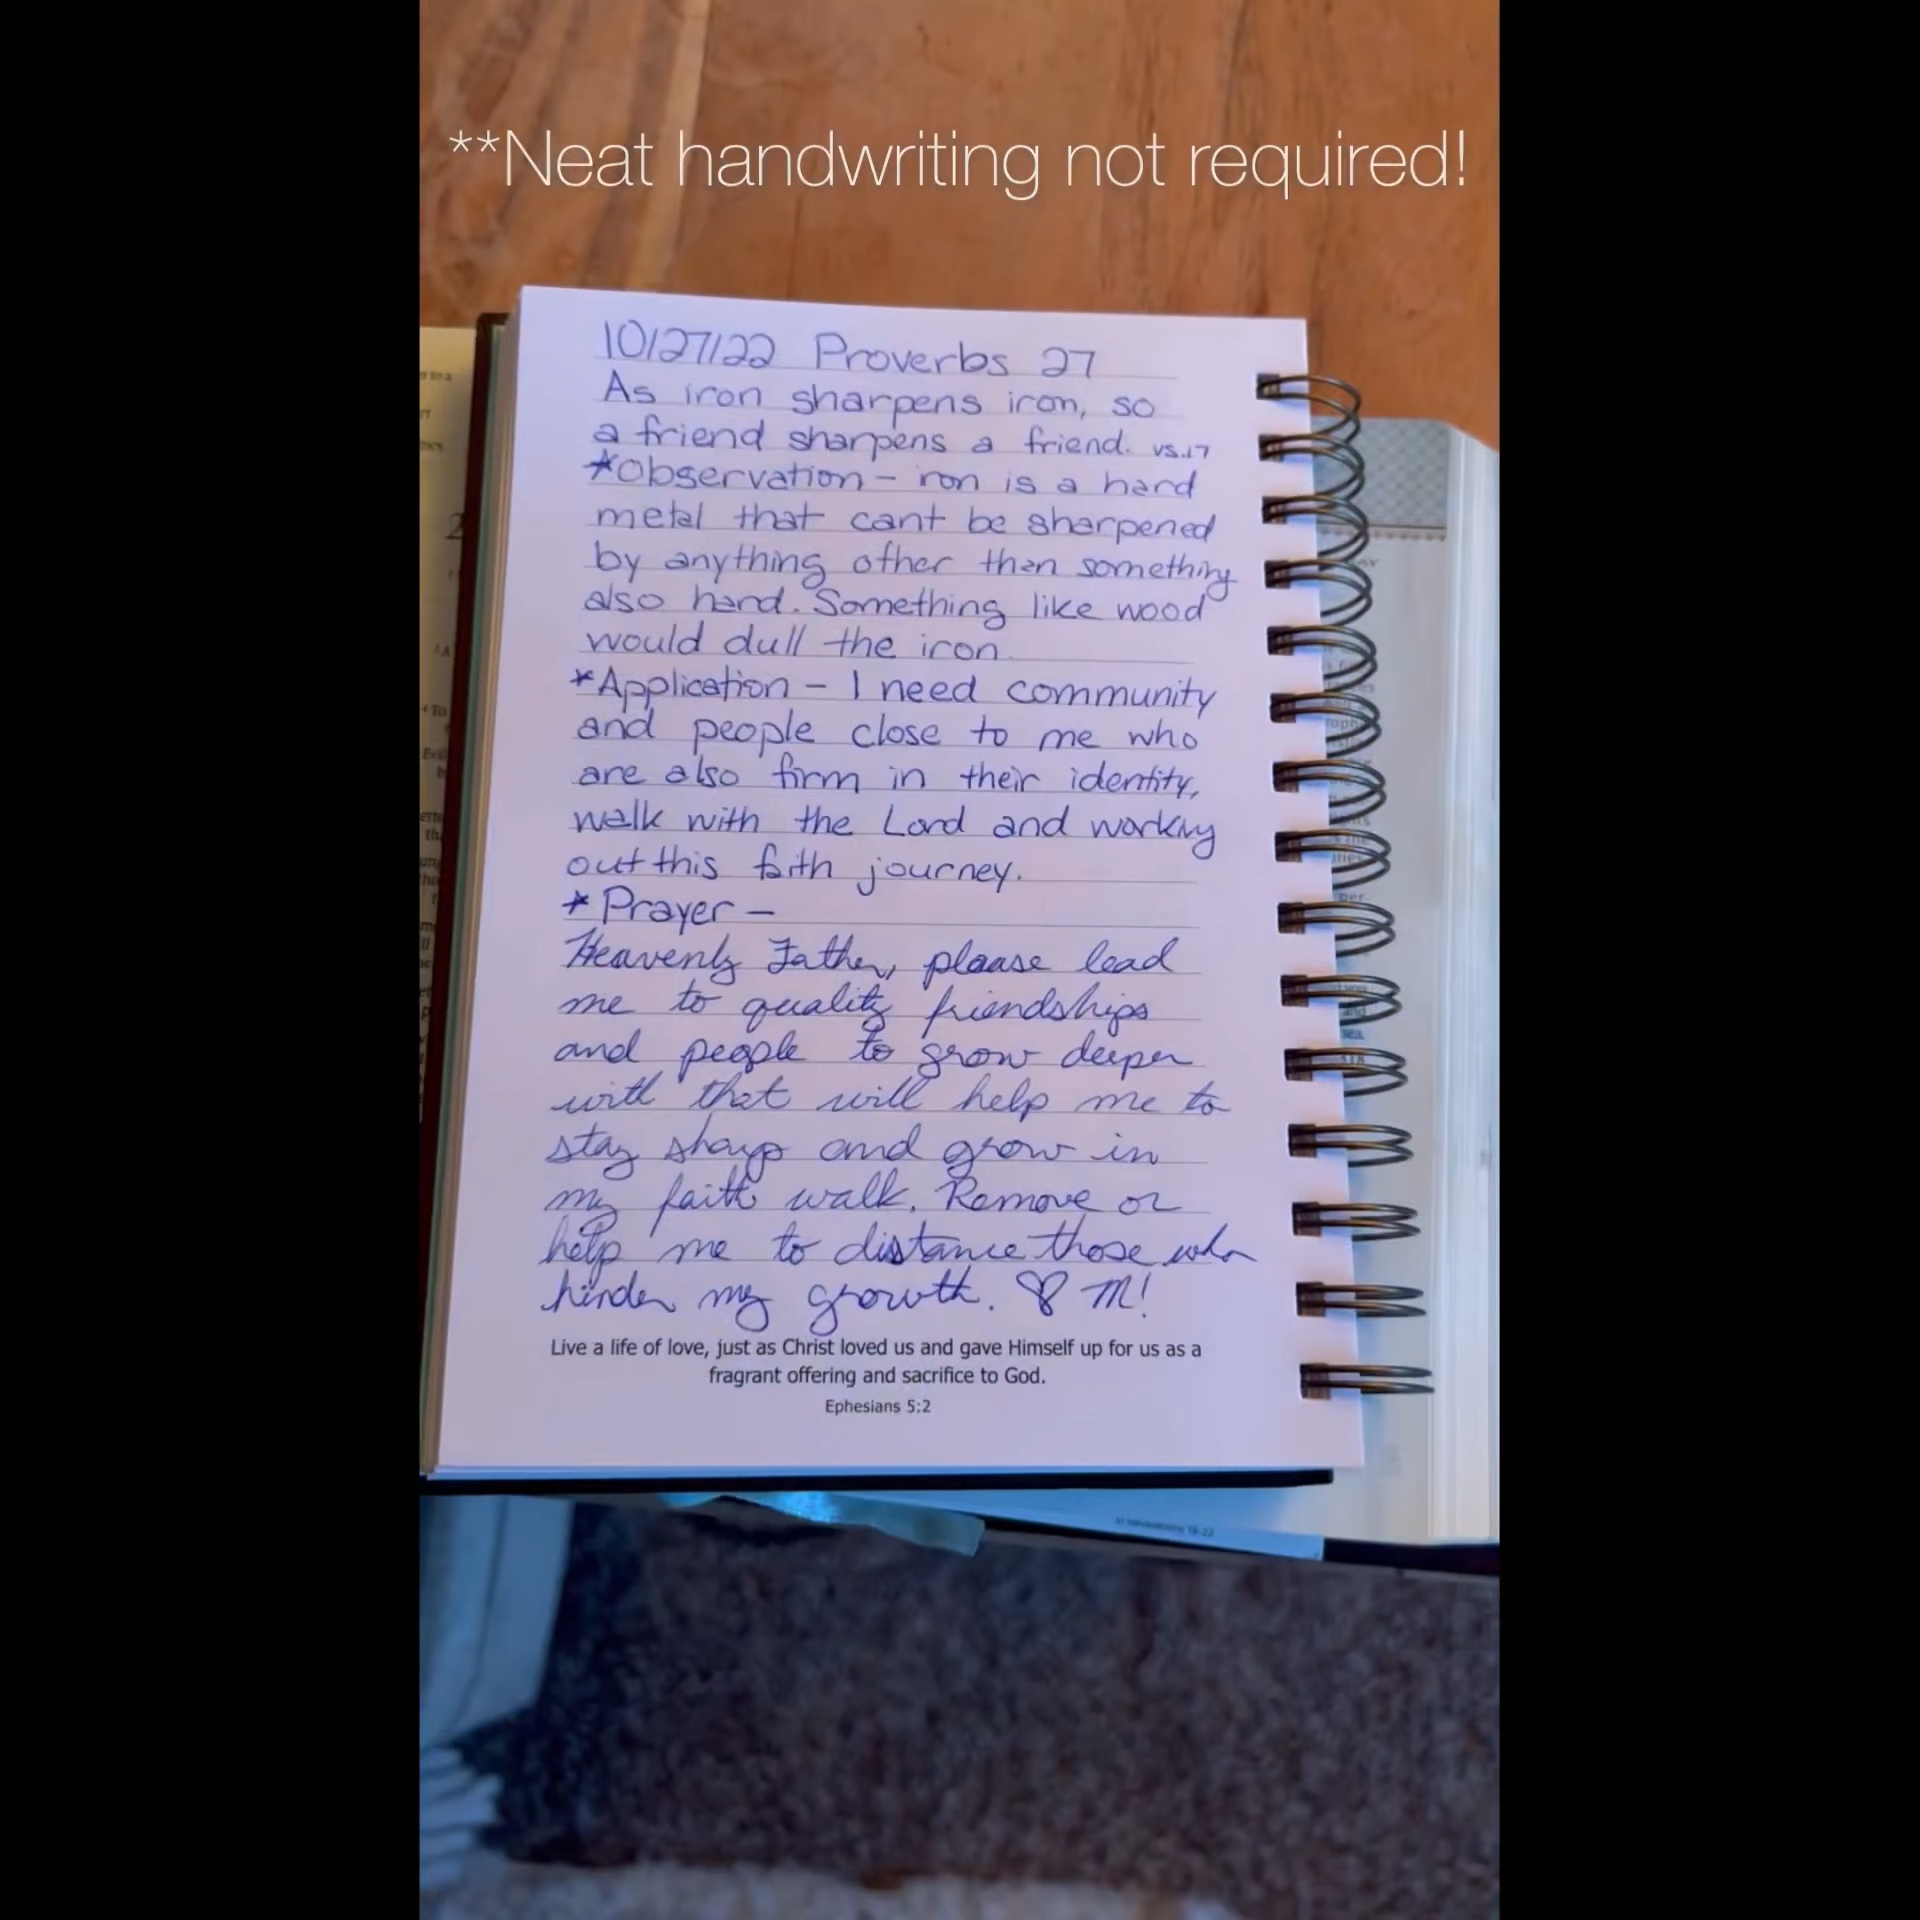 **Neat handwriting not required!
10/27/22 Proverbs 27
As iron sharpens iron, so
a friend sharpens a friend. vs.17
*Observation - iron is a hard
metal that cant be sharpened
by anything other than something
also hard. Something like wood
would dull the iron
*Application - I need community
and people close to me who
are also firm in their identity,
walk with the Lord and working
out this faith journey.
*Prayer -
Heavenly Father, please lead
me to quality friendships
and people to grow deeper
with that will help me to
stay sharp and grow in
my faith walk. Remove or
help me to distance those who
hinder my growth. ♡ M!
Live a life of love, just as Christ loved us and gave Himself up for us as a
fragrant offering and sacrifice to God.
Ephesians 5:2